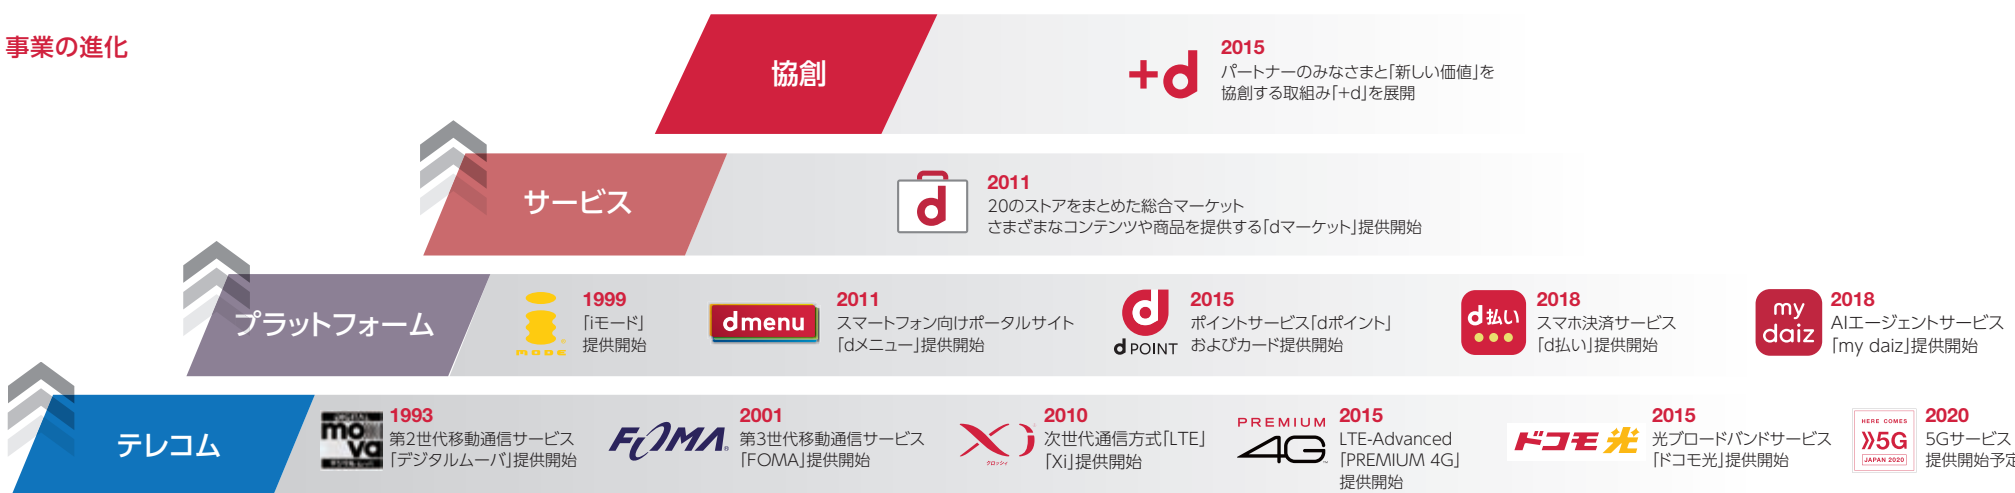 事業の進化
協創
+d
2015
パートナーのみなさまと「新しい価値」を
協創する取組み「+d」を展開
サービス
d
2011
20のストアをまとめた総合マーケット
さまざまなコンテンツや商品を提供する「dマーケット」提供開始
プラットフォーム
i
MODE
1999
「iモード」
提供開始
dmenu
2011
スマートフォン向けポータルサイト
「dメニュー」提供開始
d
d POINT
2015
ポイントサービス「dポイント」
およびカード提供開始
d払い
2018
スマホ決済サービス
「d払い」提供開始
my
daiz
2018
AIエージェントサービス
「my daiz」提供開始
テレコム
mo
va
1993
第2世代移動通信サービス
「デジタルムーバ」提供開始
FOMA
2001
第3世代移動通信サービス
「FOMA」提供開始
Xi
クロッシィ
2010
次世代通信方式「LTE」
「Xi」提供開始
PREMIUM
4G
2015
LTE-Advanced
「PREMIUM 4G」
提供開始
ドコモ光
2015
光ブロードバンドサービス
「ドコモ光」提供開始
HERE COMES
5G
JAPAN 2020
2020
5Gサービス
提供開始予定